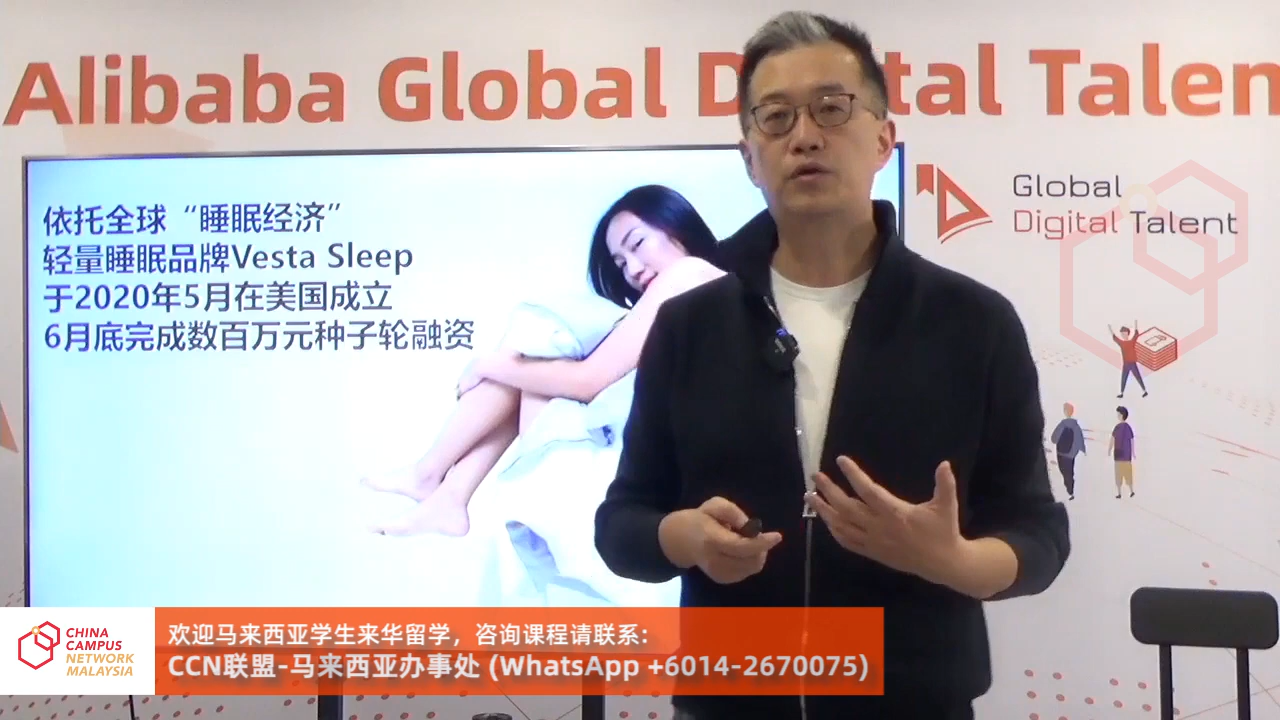 Alibaba Global D ital Talen
依托全球“睡眠经济”
轻量睡眠品牌Vesta Sleep
于2020年5月在美国成立
6月底完成数百万元种子轮融资
Global
Digital Talent
CHINA
CAMPUS
NETWORK
MALAYSIA
欢迎马来西亚学生来华留学，咨询课程请联系:
CCN联盟-马来西亚办事处 (WhatsApp +6014-2670075)